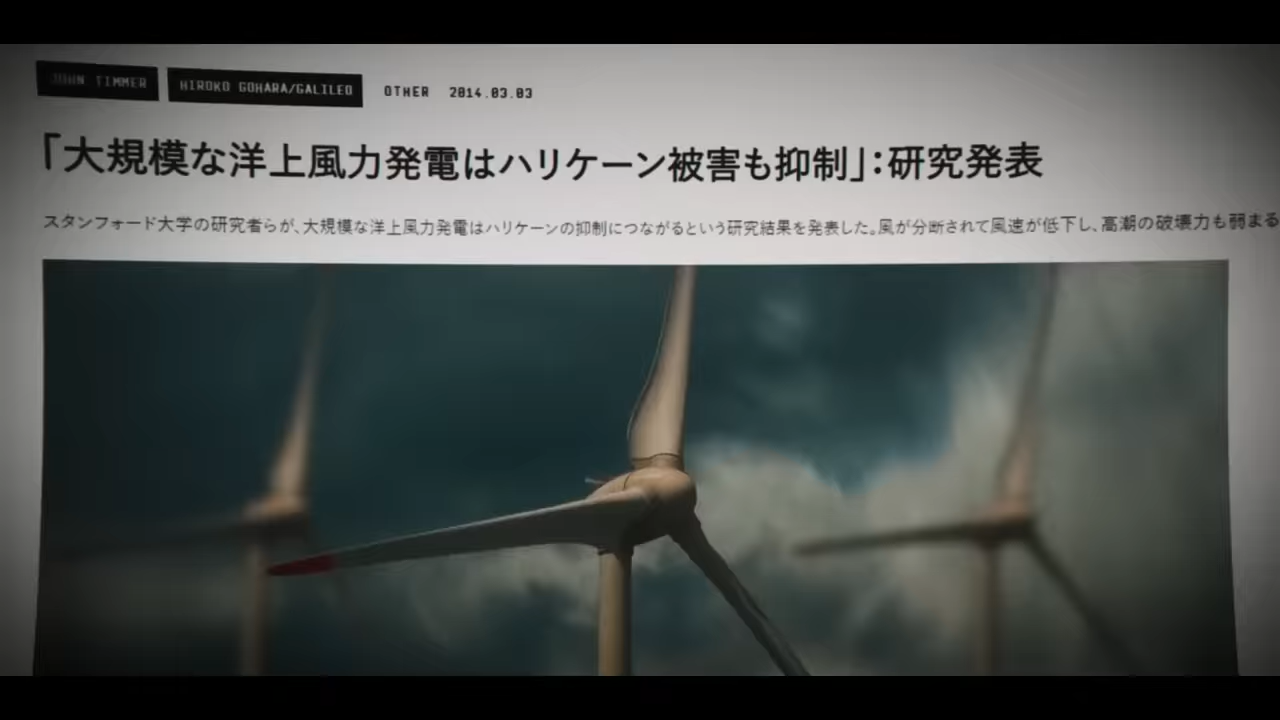 JOHN TIMMER
HIROKO GOHARA/GALILEO
OTHER
2014.03.03
「大規模な洋上風力発電はハリケーン被害も抑制」：研究発表
スタンフォード大学の研究者らが、大規模な洋上風力発電はハリケーンの抑制につながるという研究結果を発表した。風が分断されて風速が低下し、高潮の破壊力も弱まる